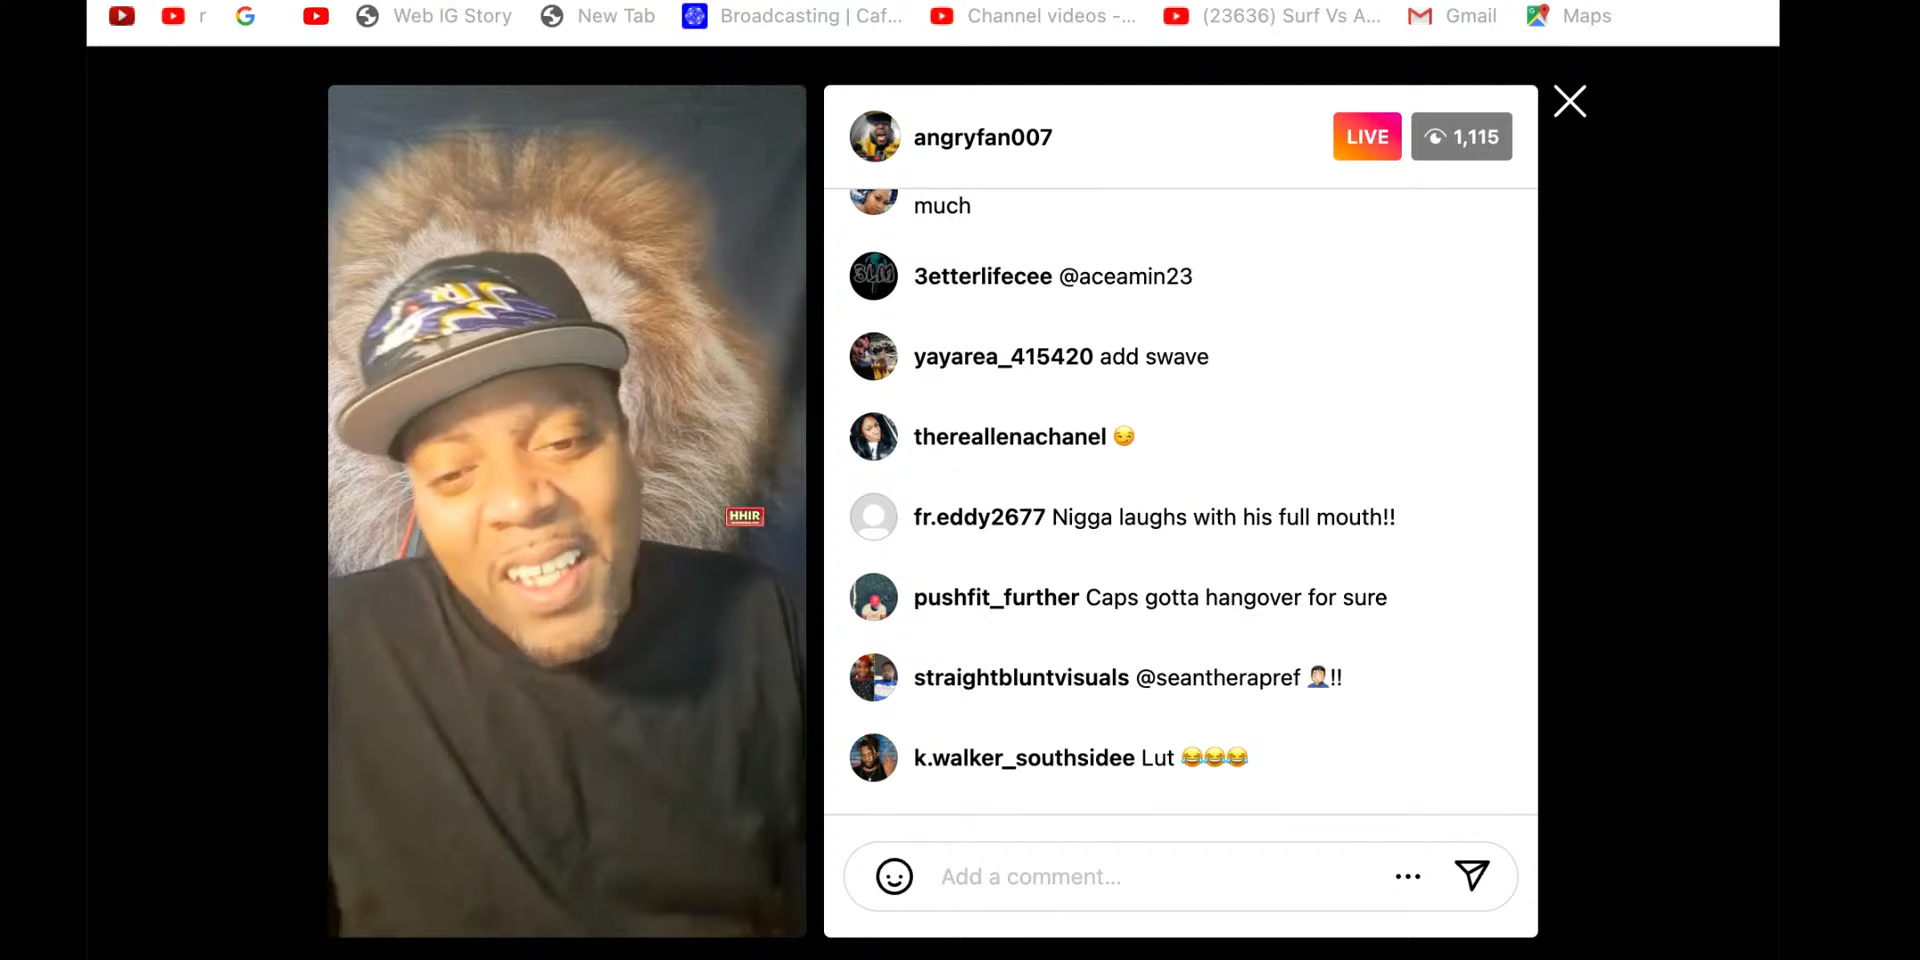 r
Web IG Story
New Tab
Broadcasting | Caf...
Channel videos -...
(23636) Surf Vs A...
Gmail
Maps
angryfan007
LIVE
1,115
much
3etterlifecee @aceamin23
yayarea_415420 add swave
thereallenachanel 😏
fr.eddy2677 Nigga laughs with his full mouth!!
HHIR
pushfit_further Caps gotta hangover for sure
straightbluntvisuals @seantherapref 🤦🏻‍♂️!!
k.walker_southsidee Lut 😂😂😂
Add a comment...